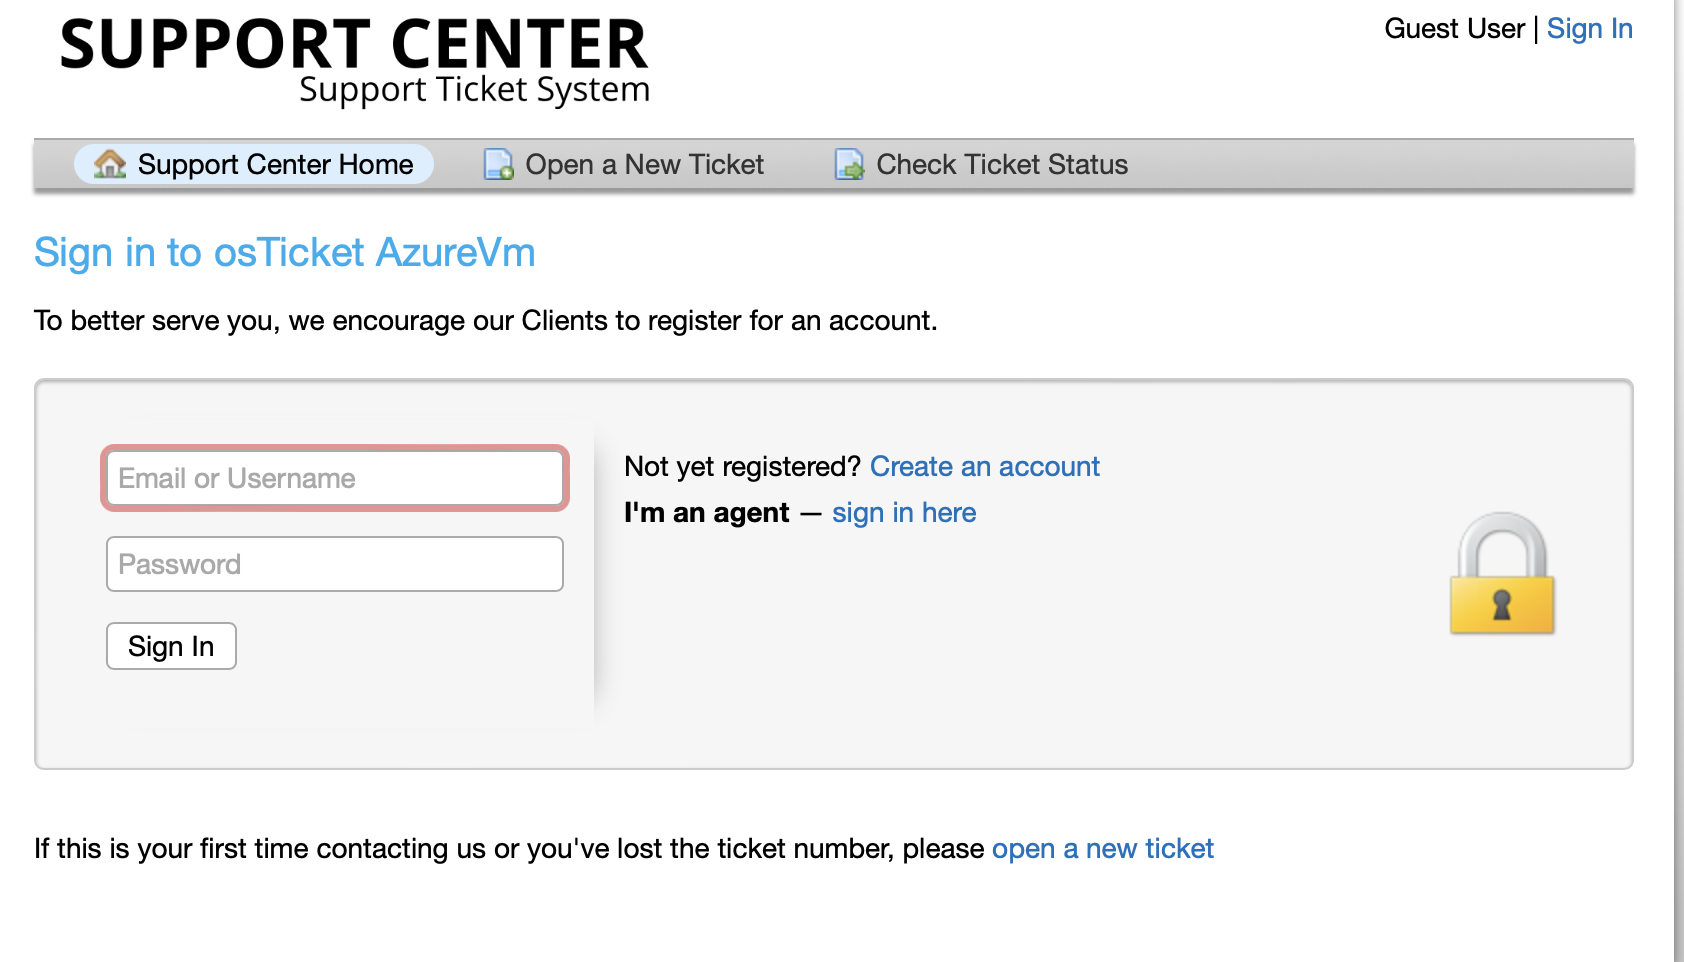 SUPPORT CENTER
Support Ticket System
Guest User | Sign In
Support Center Home Open a New Ticket Check Ticket Status
Sign in to osTicket AzureVm
To better serve you, we encourage our Clients to register for an account.
Email or Username
Password
Sign In
Not yet registered? Create an account
I'm an agent — sign in here
If this is your first time contacting us or you've lost the ticket number, please open a new ticket